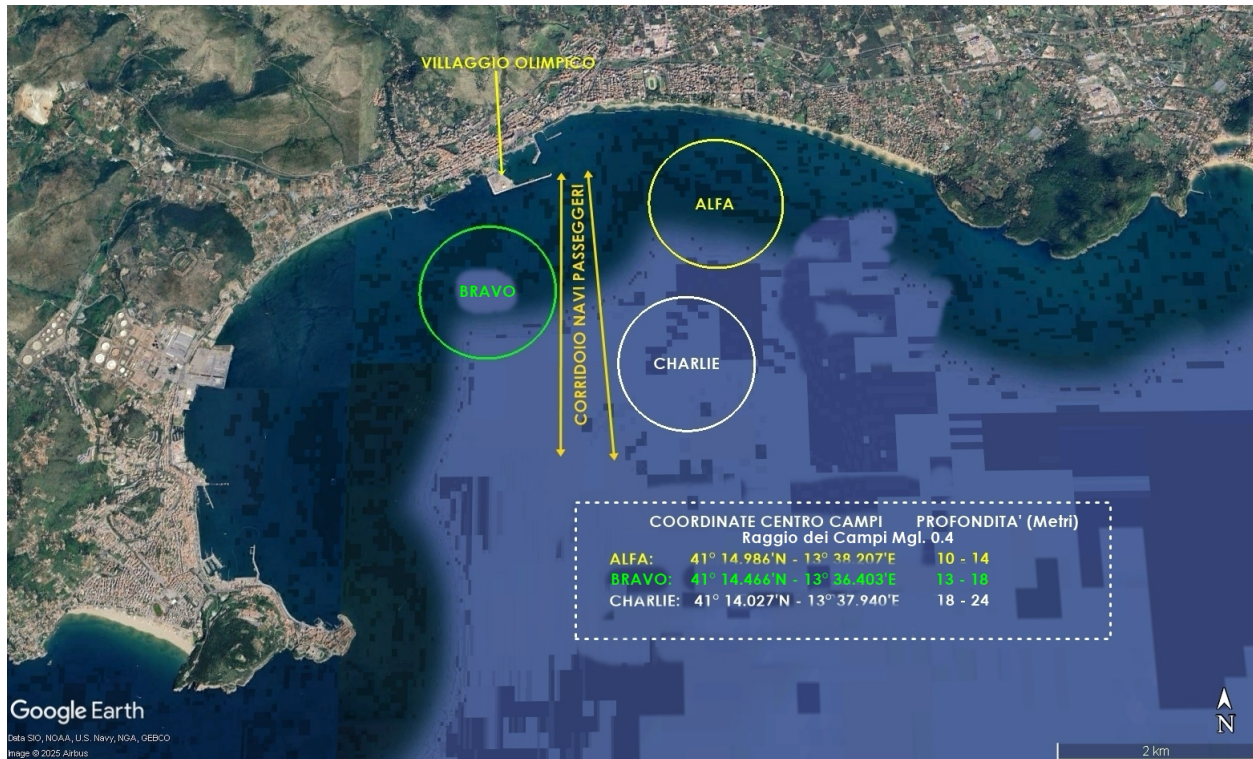 VILLAGGIO OLIMPICO
ALFA
BRAVO
CORRIDOIO NAVI PASSEGGERI
CHARLIE
COORDINATE CENTRO CAMPI PROFONDITA' (Metri)
Raggio dei Campi Mgl. 0.4
ALFA: 41° 14.986'N - 13° 38.207'E 10 - 14
BRAVO: 41° 14.466'N - 13° 36.403'E 13 - 18
CHARLIE: 41° 14.027'N - 13° 37.940'E 18 - 24
Google Earth
Data SIO, NOAA, U.S. Navy, NGA, GEBCO
Image © 2025 Airbus
N
2 km